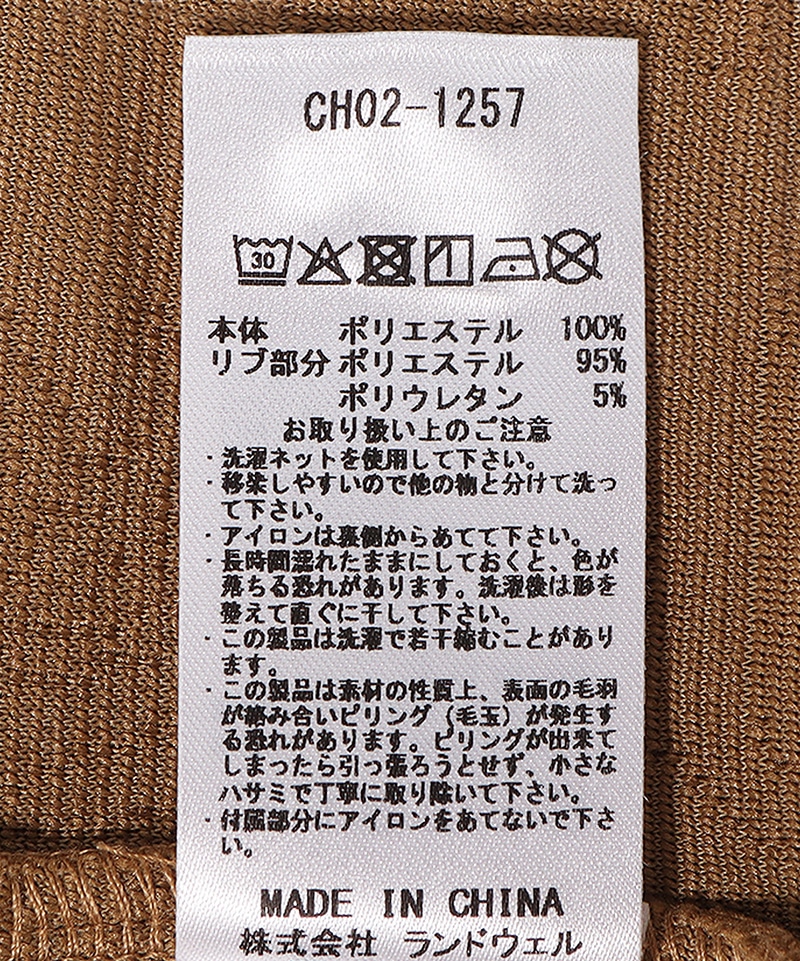 CH02-1257
30
本体 ポリエステル 100%
リブ部分 ポリエステル 95%
ポリウレタン 5%
お取り扱い上のご注意
・洗濯ネットを使用して下さい。
・移染しやすいので他の物と分けて洗っ
て下さい。
・アイロンは裏側からあてて下さい。
・長時間濡れたままにしておくと、色が
落ちる恐れがあります。洗濯後は形を
整えて直ぐに干して下さい。
・この製品は洗濯で若干縮むことがあり
ます。
・この製品は素材の性質上、表面の毛羽
が絡み合いピリング（毛玉）が発生す
る恐れがあります。ピリングが出来て
しまったら引っ張ろうとせず、小さな
ハサミで丁寧に取り除いて下さい。
・付属部分にアイロンをあてないで下さ
い。
MADE IN CHINA
株式会社 ランドウェル